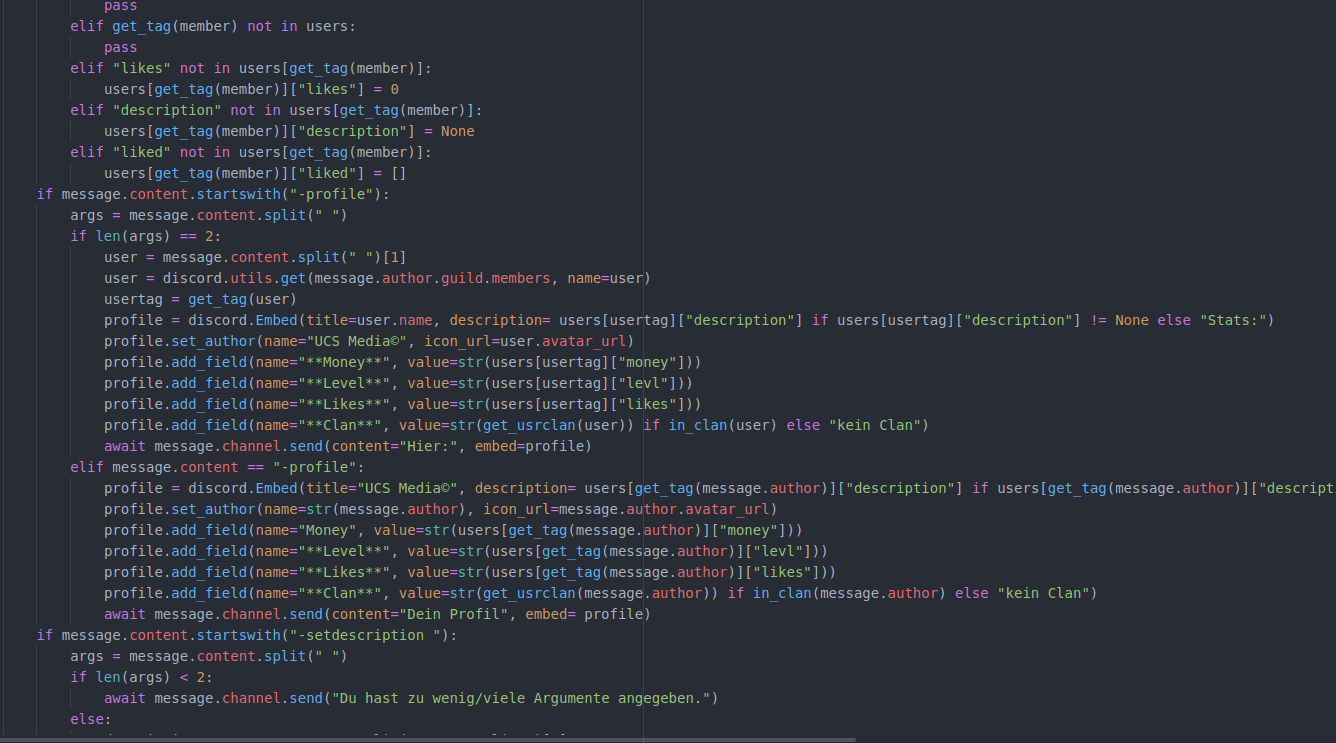 pass
elif get_tag(member) not in users:
pass
elif "likes" not in users[get_tag(member)]:
users[get_tag(member)]["likes"] = 0
elif "description" not in users[get_tag(member)]:
users[get_tag(member)]["description"] = None
elif "liked" not in users[get_tag(member)]:
users[get_tag(member)]["liked"] = []
if message.content.startswith("-profile"):
args = message.content.split(" ")
if len(args) == 2:
user = message.content.split(" ")[1]
user = discord.utils.get(message.author.guild.members, name=user)
usertag = get_tag(user)
profile = discord.Embed(title=user.name, description= users[usertag]["description"] if users[usertag]["description"] != None else "Stats:")
profile.set_author(name="UCS Media©", icon_url=user.avatar_url)
profile.add_field(name="**Money**", value=str(users[usertag]["money"]))
profile.add_field(name="**Level**", value=str(users[usertag]["levl"]))
profile.add_field(name="**Likes**", value=str(users[usertag]["likes"]))
profile.add_field(name="**Clan**", value=str(get_usrclan(user)) if in_clan(user) else "kein Clan")
await message.channel.send(content="Hier:", embed=profile)
elif message.content == "-profile":
profile = discord.Embed(title="UCS Media©", description= users[get_tag(message.author)]["description"] if users[get_tag(message.author)]["descript
profile.set_author(name=str(message.author), icon_url=message.author.avatar_url)
profile.add_field(name="Money", value=str(users[get_tag(message.author)]["money"]))
profile.add_field(name="**Level**", value=str(users[get_tag(message.author)]["levl"]))
profile.add_field(name="**Likes**", value=str(users[get_tag(message.author)]["likes"]))
profile.add_field(name="**Clan**", value=str(get_usrclan(message.author)) if in_clan(message.author) else "kein Clan")
await message.channel.send(content="Dein Profil", embed= profile)
if message.content.startswith("-setdescription "):
args = message.content.split(" ")
if len(args) < 2:
await message.channel.send("Du hast zu wenig/viele Argumente angegeben.")
else: